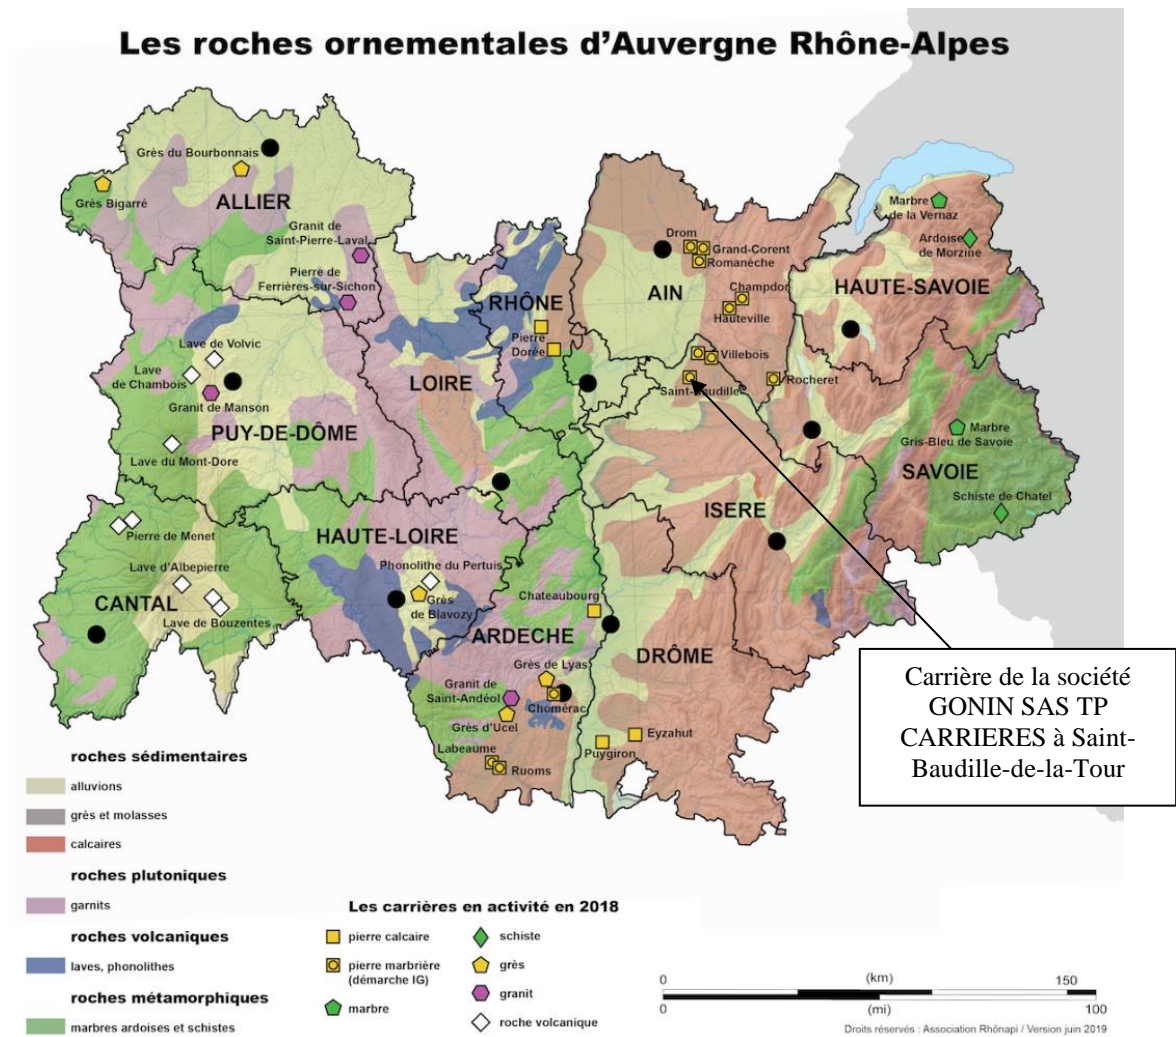 Les roches ornementales d'Auvergne Rhône-Alpes
Grès du Bourbonnais
Grès Bigarré
ALLIER
Granit de
Saint-Pierre-Laval
Pierre de
Ferrières-sur-Sichon
Lave de Volvic
Lave
de Chambois
Granit de Manson
PUY-DE-DÔME
Lave du Mont-Dore
LOIRE
RHÔNE
Pierre
Dorée
Drom
Grand-Corent
Romanèche
AIN
Champdor
Hauteville
Villebois
Saint-Baudille
Rocheret
Marbre
de la Vernaz
Ardoise
de Morzine
HAUTE-SAVOIE
Marbre
Gris-Bleu de Savoie
SAVOIE
Schiste de Chatel
ISERE
Pierre de Menet
Lave d'Albepierre
CANTAL
Lave de Bouzentes
HAUTE-LOIRE
Phonolithe du Pertuis
Grès
de Blavozy
Chateaubourg
ARDECHE
Grès de Lyas
Granit de
Saint-Andéol
Chomérac
Grès d'Ucel
Labeaume
Ruoms
DRÔME
Eyzahut
Puygiron
Carrière de la société
GONIN SAS TP
CARRIERES à Saint-
Baudille-de-la-Tour
roches sédimentaires
alluvions
grès et molasses
calcaires
roches plutoniques
garnits
roches volcaniques
laves, phonolithes
roches métamorphiques
marbres ardoises et schistes
Les carrières en activité en 2018
pierre calcaire
pierre marbrière
(démarche IG)
marbre
schiste
grès
granit
roche volcanique
0 (km) 150
0 (mi) 100
Droits réservés : Association Rhônapi / Version juin 2019